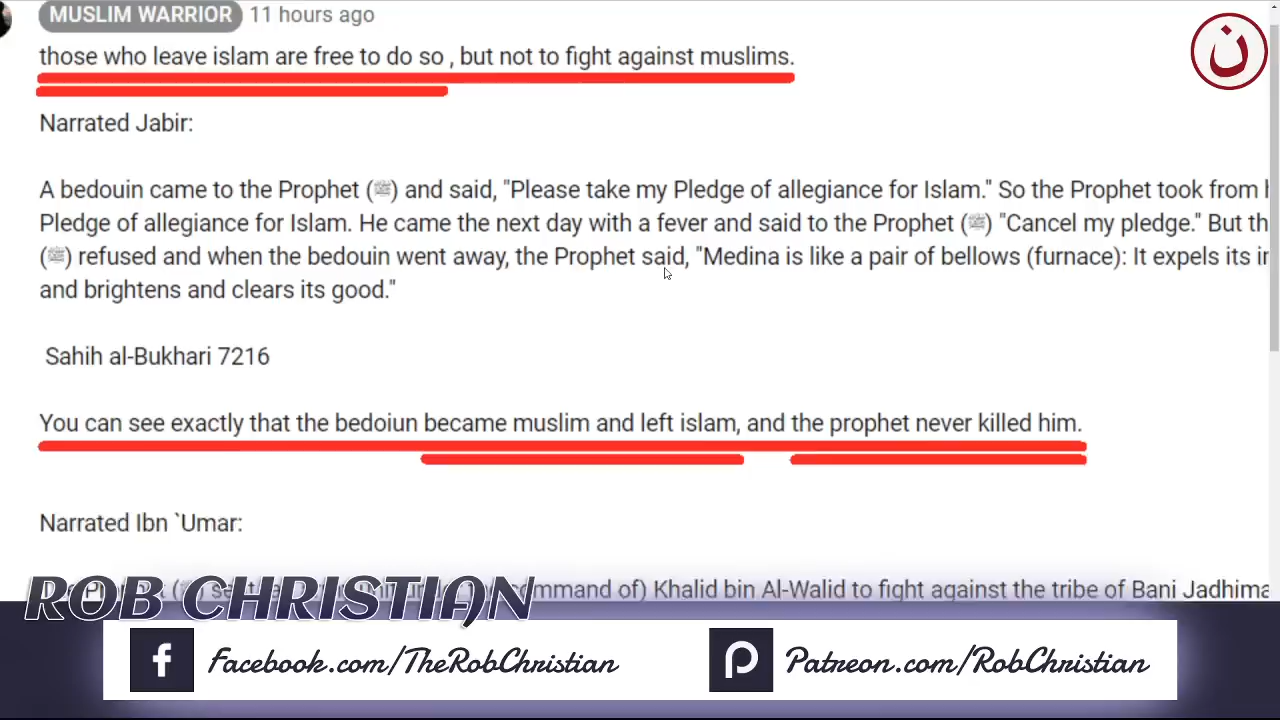 MUSLIM WARRIOR 11 hours ago
ن
those who leave islam are free to do so , but not to fight against muslims.
Narrated Jabir:
A bedouin came to the Prophet (ﷺ) and said, "Please take my Pledge of allegiance for Islam." So the Prophet took from
Pledge of allegiance for Islam. He came the next day with a fever and said to the Prophet (ﷺ) "Cancel my pledge." But
(ﷺ) refused and when the bedouin went away, the Prophet said, "Medina is like a pair of bellows (furnace): It expels its
and brightens and clears its good."
Sahih al-Bukhari 7216
You can see exactly that the bedoiun became muslim and left islam, and the prophet never killed him.
Narrated Ibn `Umar:
of) Khalid bin Al-Walid to fight against the tribe of Bani Jadhima
ROB CHRISTIAN
f Facebook.com/TheRobChristian
Patreon.com/RobChristian